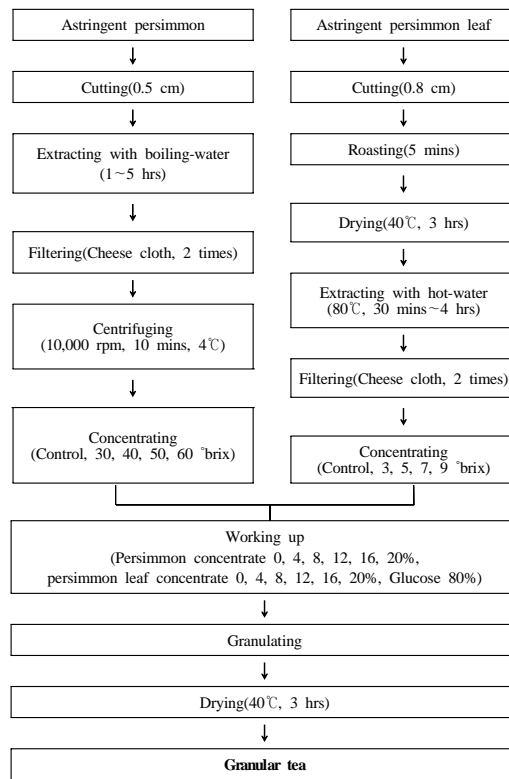 Astringent persimmon
Cutting(0.5 cm)
Extracting with boiling-water
(1~5 hrs)
Filtering(Cheese cloth, 2 times)
Centrifuging
(10,000 rpm, 10 mins, 4℃)
Concentrating
(Control, 30, 40, 50, 60 °brix)
Astringent persimmon leaf
Cutting(0.8 cm)
Roasting(5 mins)
Drying(40℃, 3 hrs)
Extracting with hot-water
(80℃, 30 mins~4 hrs)
Filtering(Cheese cloth, 2 times)
Concentrating
(Control, 3, 5, 7, 9 °brix)
Working up
(Persimmon concentrate 0, 4, 8, 12, 16, 20%,
persimmon leaf concentrate 0, 4, 8, 12, 16, 20%, Glucose 80%)
Granulating
Drying(40℃, 3 hrs)
Granular tea